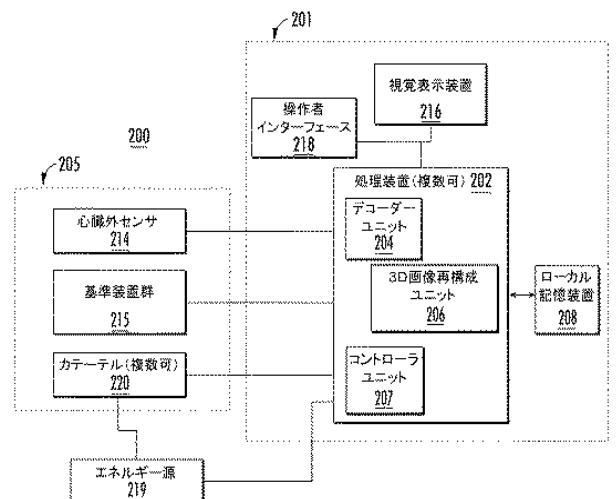 201
視覚表示装置
216
操作者
インターフェース
218
200
205
処理装置(複数可) 202
デコーダー
ユニット
204
心臓外センサ
214
3D画像再構成
ユニット
206
ローカル
記憶装置
208
基準装置群
215
カテーテル(複数可)
220
コントローラ
ユニット
207
エネルギー源
219